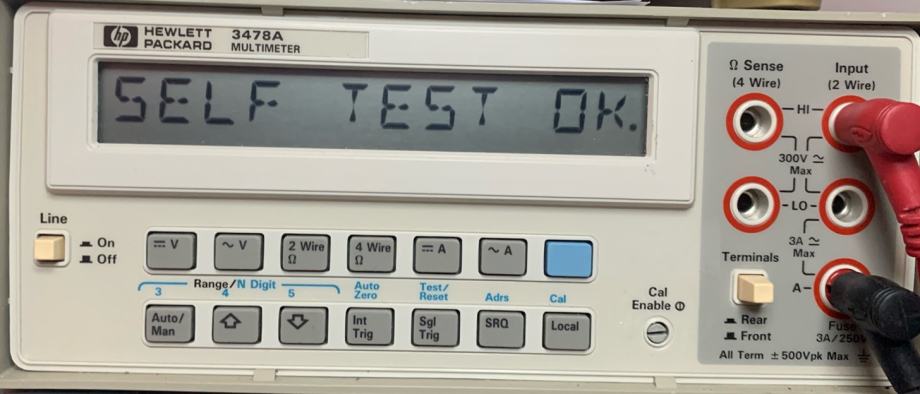 hp HEWLETT PACKARD 3478A MULTIMETER
SELF TEST OK.
Line
On
Off
⎓ V
~ V
2 Wire Ω
4 Wire Ω
⎓ A
~ A
Range/N Digit
3
4
5
Auto Zero
Test/Reset
Adrs
Cal
Auto/Man
Int Trig
Sgl Trig
SRQ
Local
Cal Enable
Ω Sense (4 Wire)
Input (2 Wire)
HI
300V ≃ Max
LO
3A ≃ Max
A
Terminals
Rear
Front
Fuse
3A/250V
All Term ±500Vpk Max